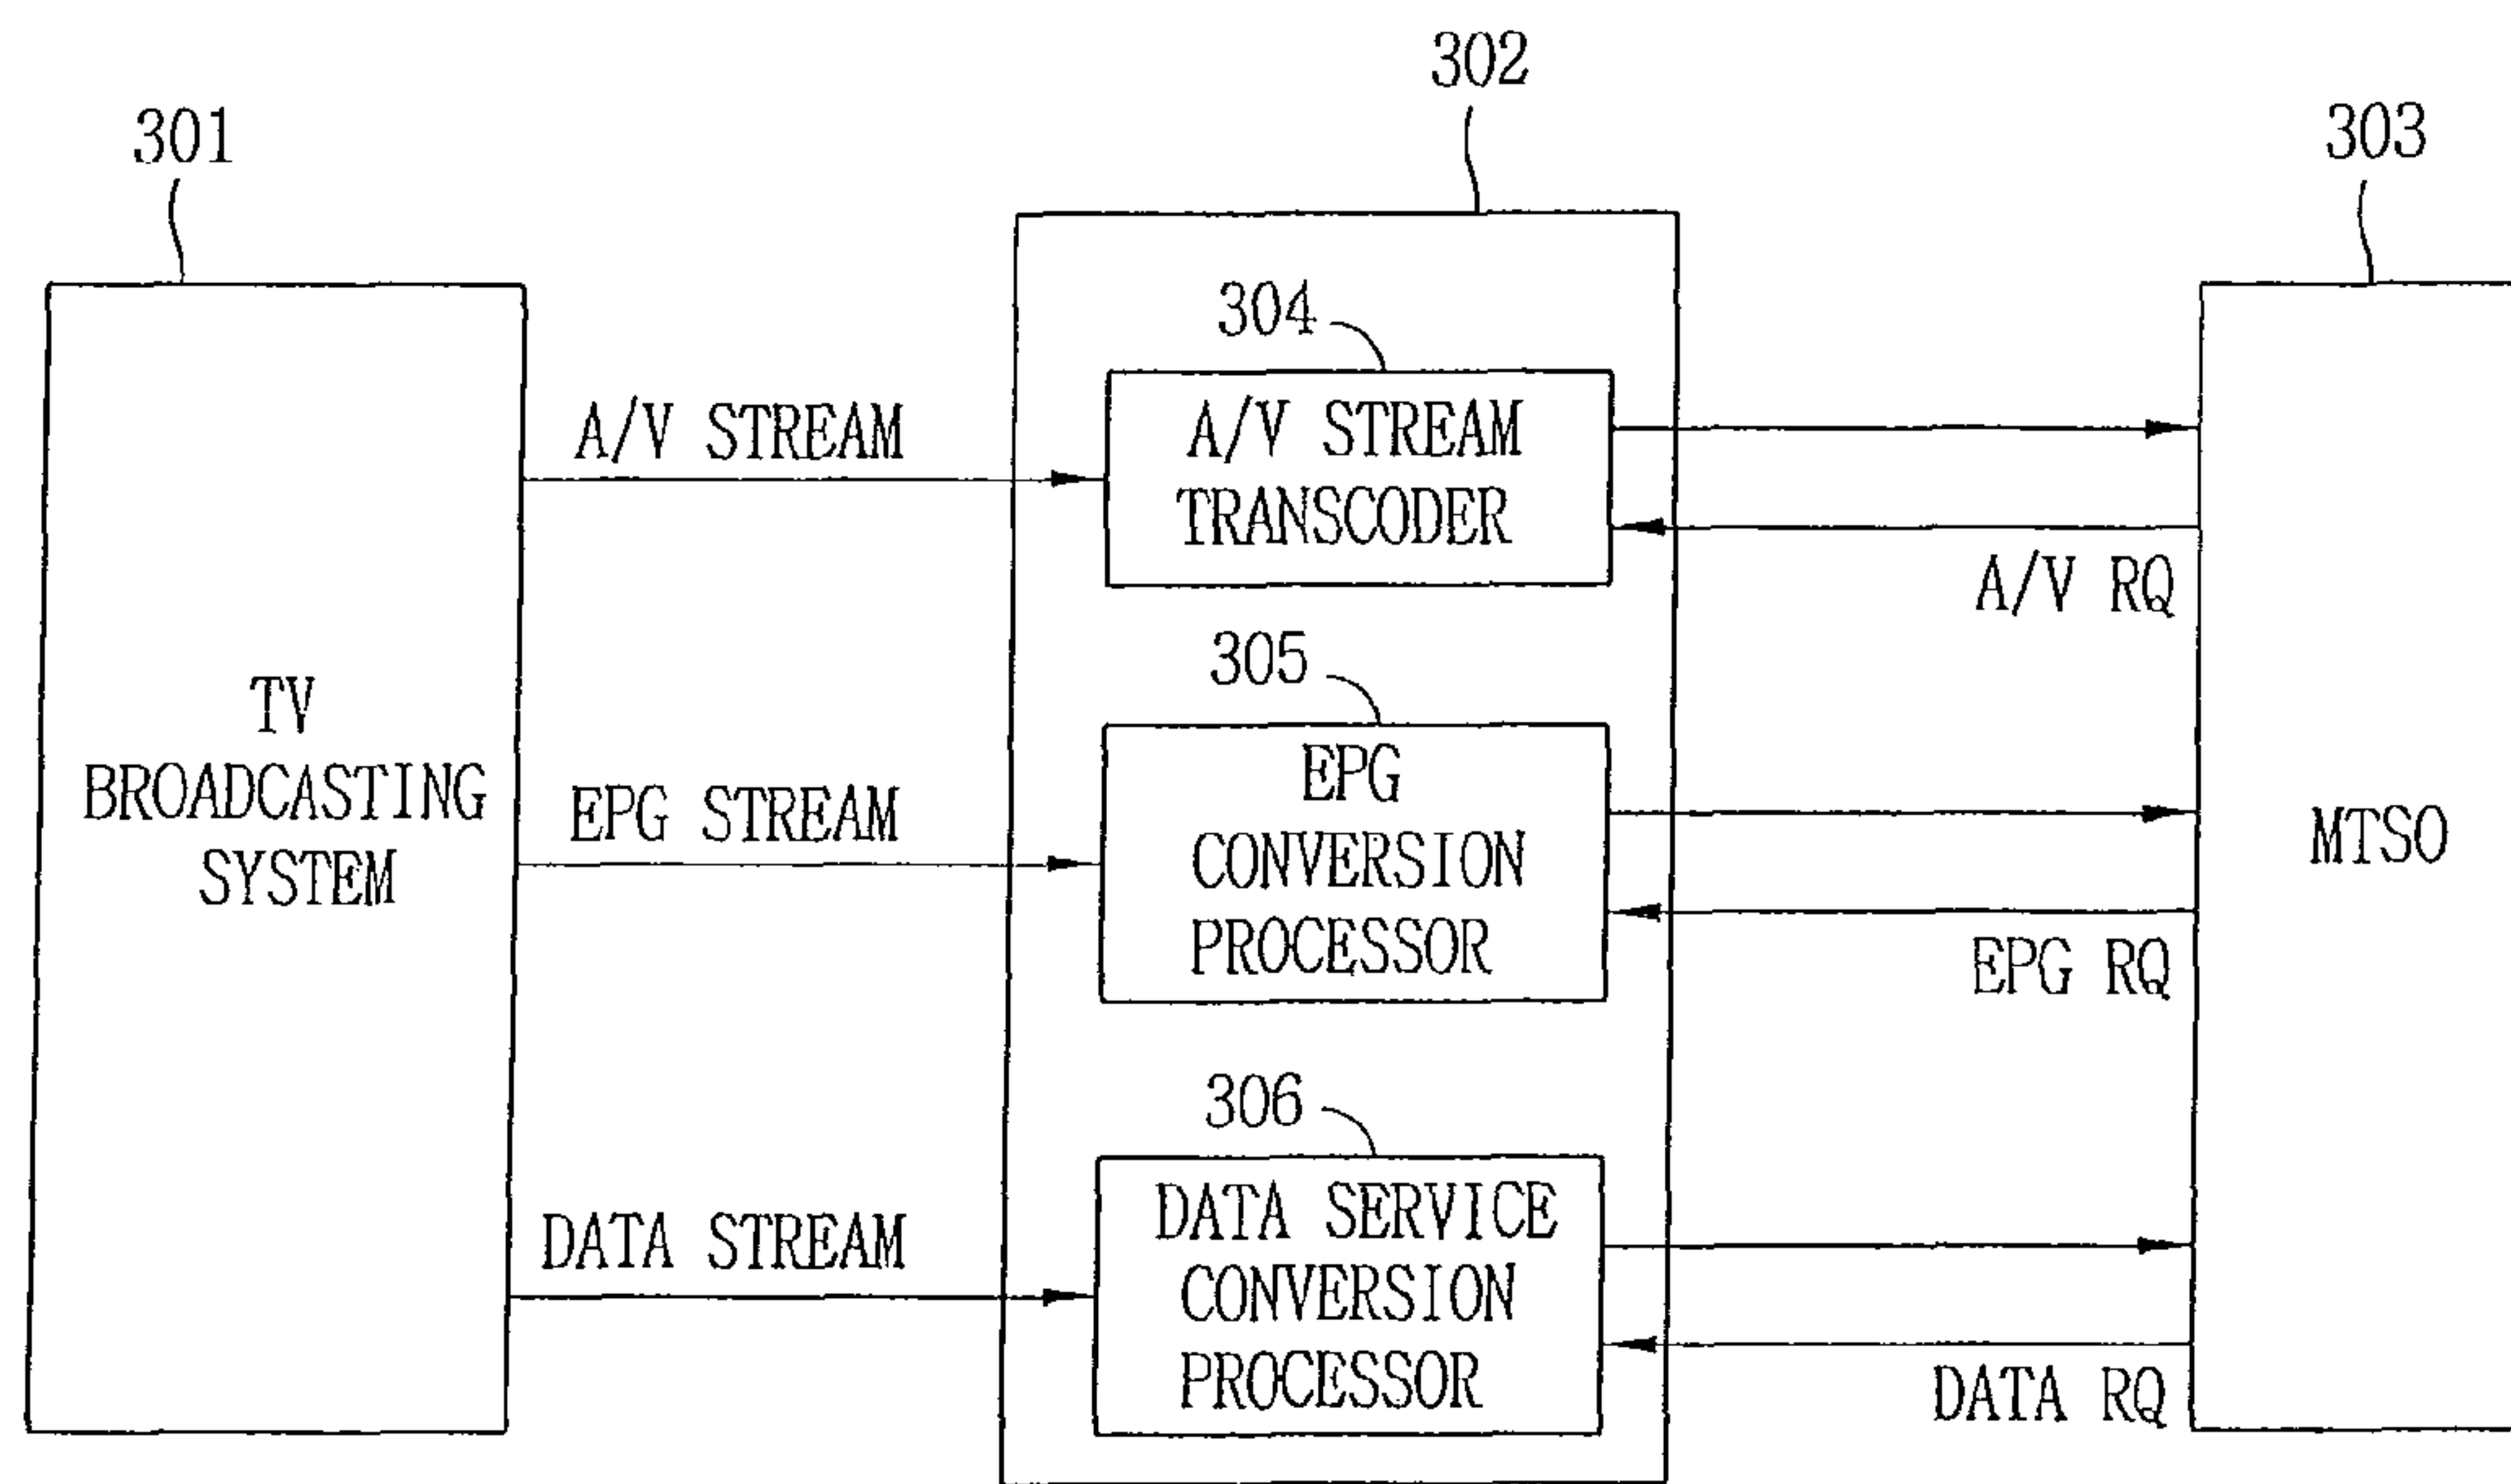 302
301
303
304
A/V STREAM
A/V STREAM
TRANSCODER
A/V RQ
305
TV
BROADCASTING
SYSTEM
EPG STREAM
EPG
CONVERSION
PROCESSOR
MTSO
EPG RQ
306
DATA STREAM
DATA SERVICE
CONVERSION
PROCESSOR
DATA RQ